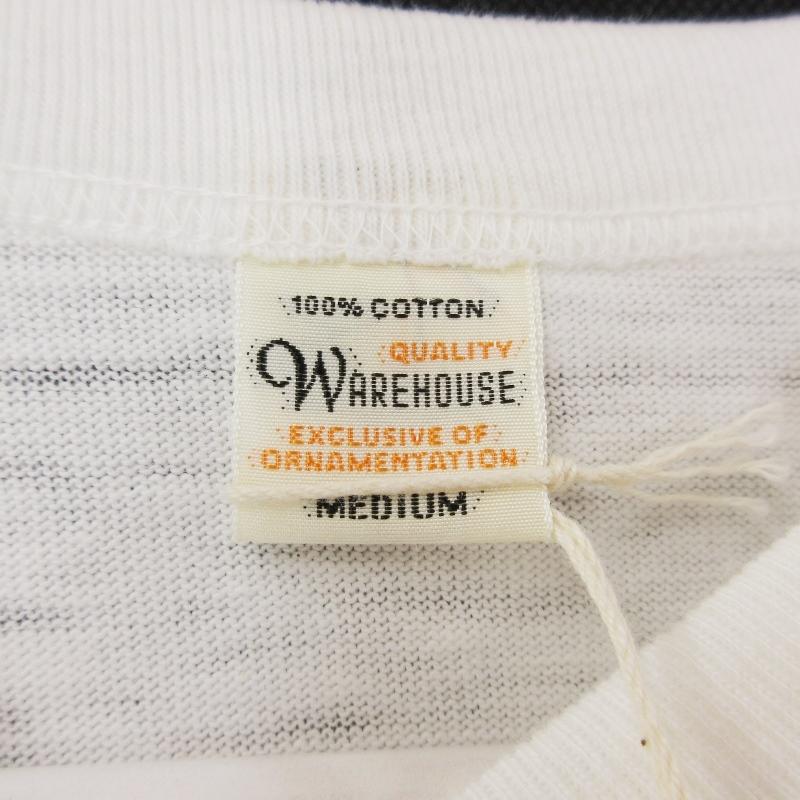 100% COTTON
QUALITY
WAREHOUSE
EXCLUSIVE OF
ORNAMENTATION
MEDIUM